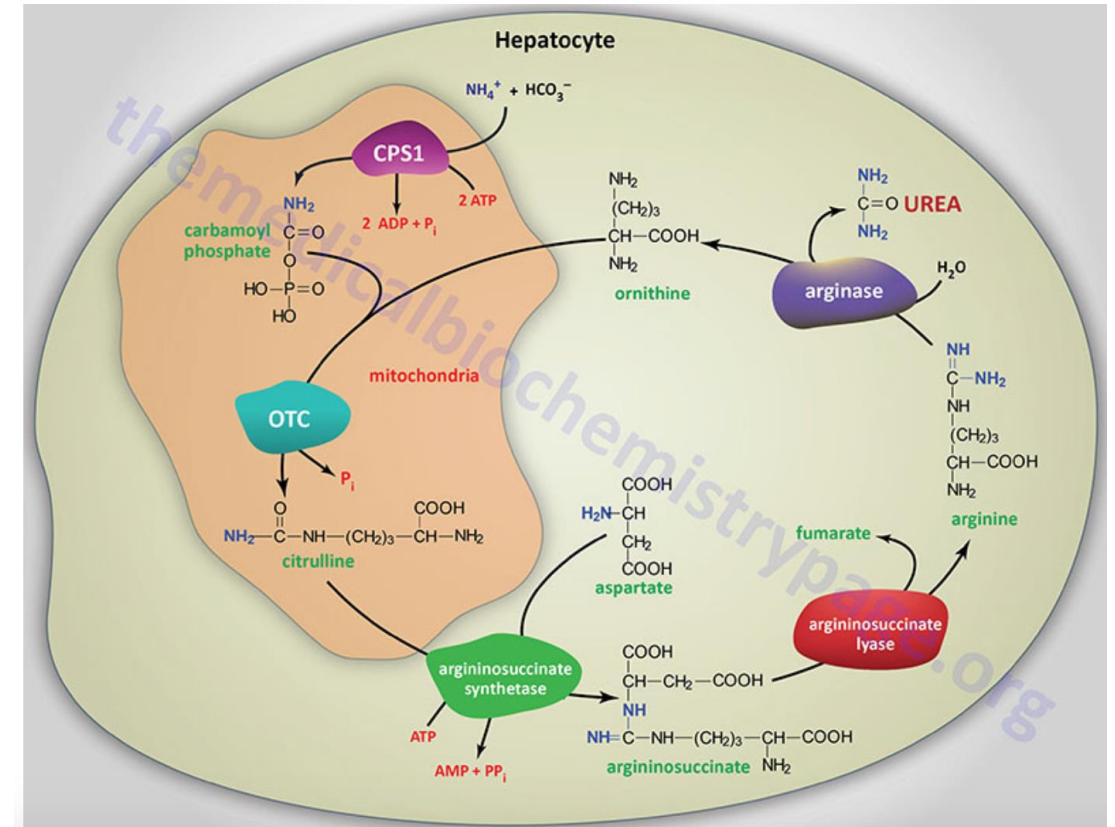 Hepatocyte
NH₄⁺ + HCO₃⁻
CPS1
2 ATP
2 ADP + Pᵢ
NH₂
C=O
O
HO—P=O
HO
carbamoyl
phosphate
NH₂
(CH₂)₃
CH—COOH
NH₂
ornithine
NH₂
C=O
NH₂
UREA
arginase
H₂O
NH
C—NH₂
NH
(CH₂)₃
CH—COOH
NH₂
arginine
mitochondria
OTC
Pᵢ
O
COOH
NH₂—C—NH—(CH₂)₃—CH—NH₂
citrulline
COOH
H₂N—CH
CH₂
COOH
aspartate
fumarate
argininosuccinate
lyase
argininosuccinate
synthetase
ATP
AMP + PPᵢ
COOH
CH—CH₂—COOH
NH
NH=C—NH—(CH₂)₃—CH—COOH
NH₂
argininosuccinate
themedicalbiochemistrypage.org